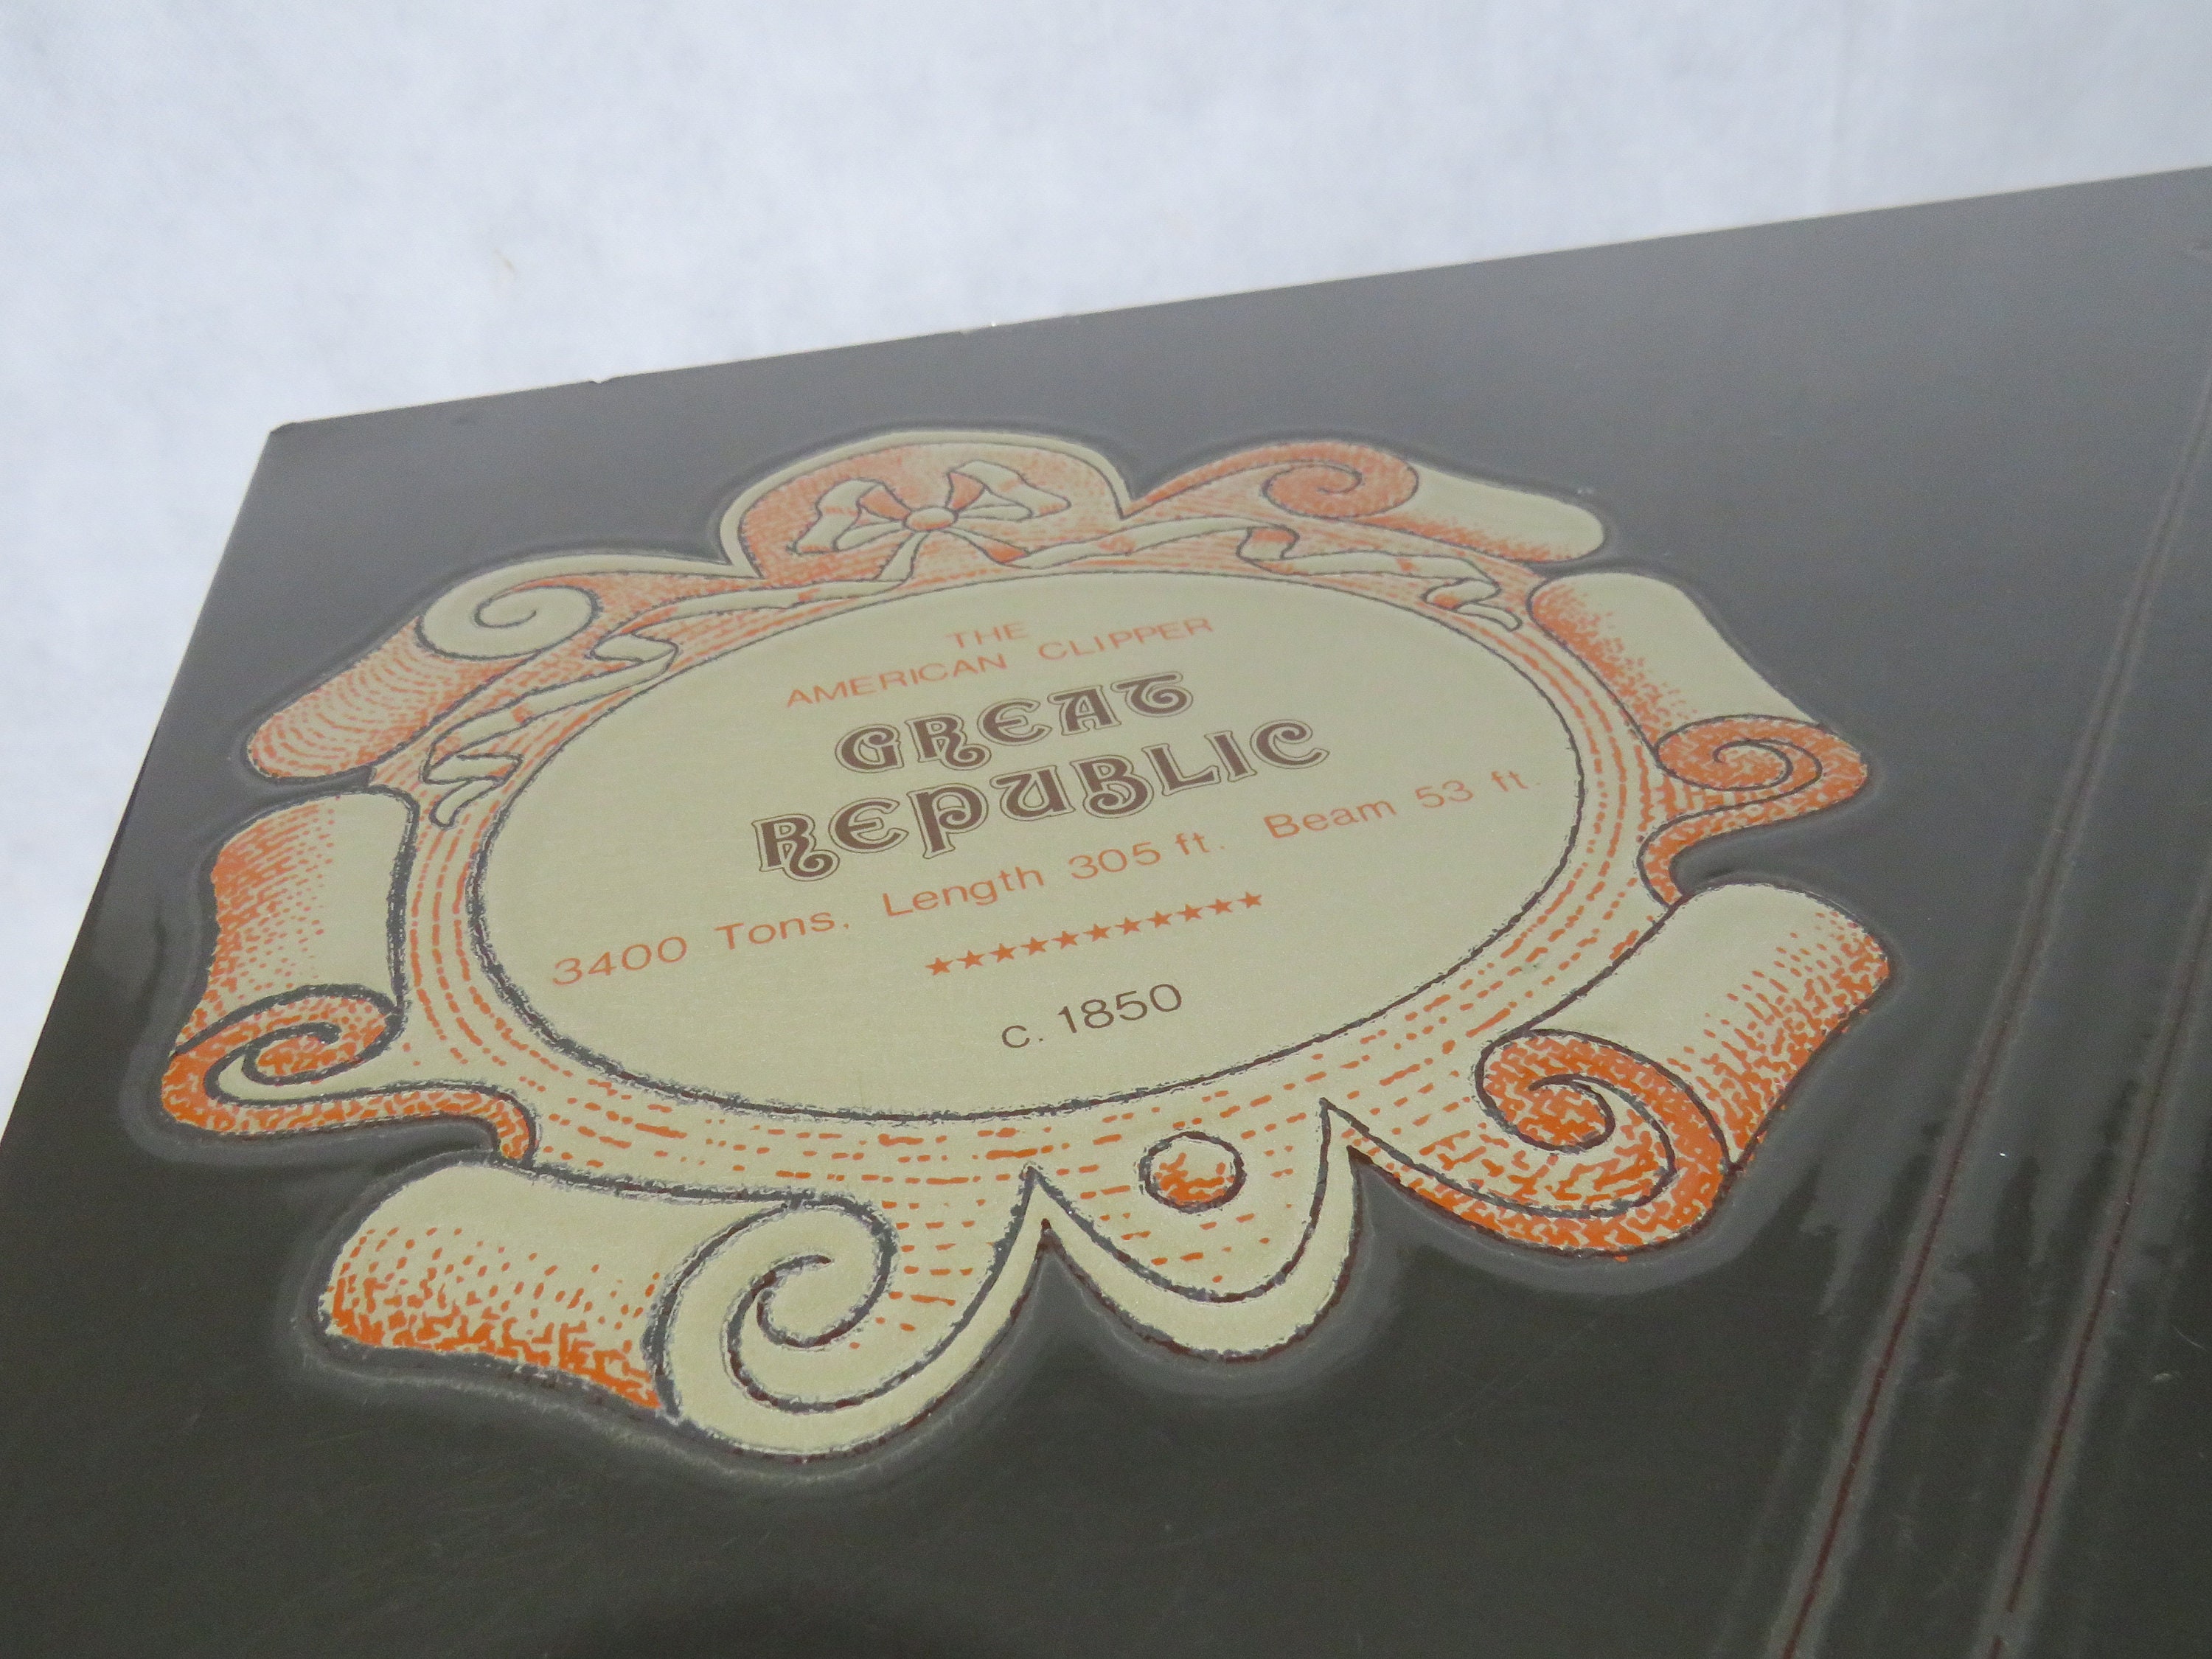 THE
AMERICAN CLIPPER
GREAT
REPUBLIC
3400 Tons, Length 305 ft. Beam 53 ft.
★★★★★★★★★★★
c. 1850